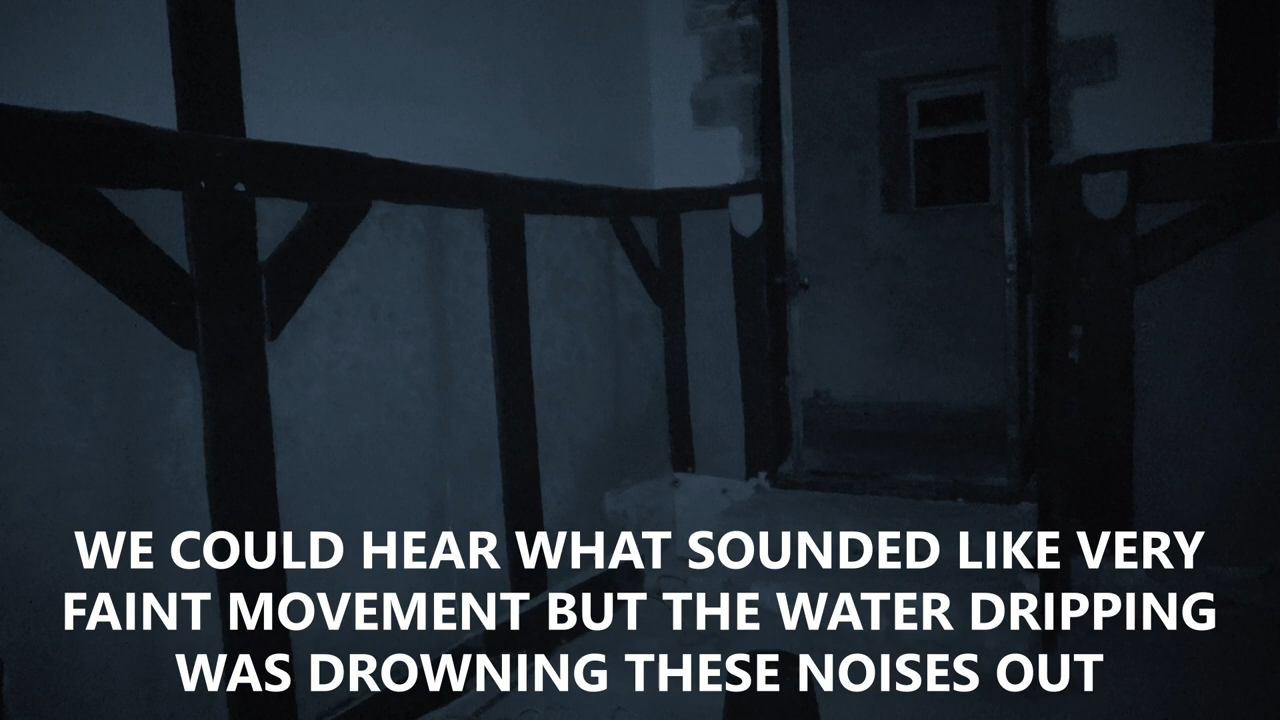 WE COULD HEAR WHAT SOUNDED LIKE VERY
FAINT MOVEMENT BUT THE WATER DRIPPING
WAS DROWNING THESE NOISES OUT